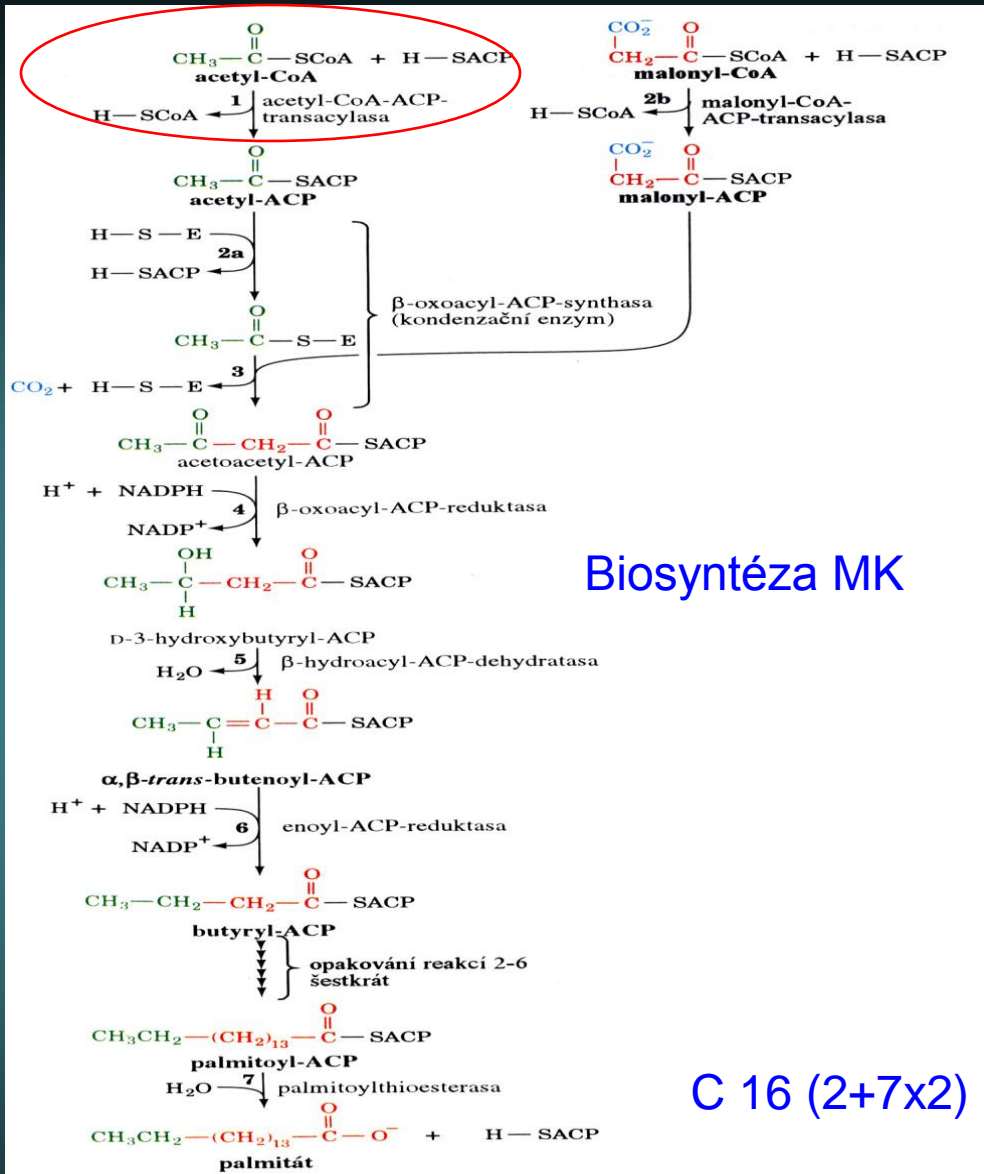 O
CH₃—C—SCoA + H—SACP
acetyl-CoA
1 acetyl-CoA-ACP-
H—SCoA transacylasa
CO₂⁻ O
CH₂—C—SCoA + H—SACP
malonyl-CoA
2b malonyl-CoA-
H—SCoA ACP-transacylasa
O
CH₃—C—SACP
acetyl-ACP
CO₂⁻ O
CH₂—C—SACP
malonyl-ACP
H—S—E
2a
H—SACP
β-oxoacyl-ACP-synthasa
(kondenzační enzym)
O
CH₃—C—S—E
3
CO₂ + H—S—E
O O
CH₃—C—CH₂—C—SACP
acetoacetyl-ACP
H⁺ + NADPH
4 β-oxoacyl-ACP-reduktasa
NADP⁺
OH O
CH₃—C—CH₂—C—SACP
H
Biosyntéza MK
D-3-hydroxybutyryl-ACP
5 β-hydroacyl-ACP-dehydratasa
H₂O
H O
CH₃—C=C—C—SACP
H
α,β-trans-butenoyl-ACP
H⁺ + NADPH
6 enoyl-ACP-reduktasa
NADP⁺
O
CH₃—CH₂—CH₂—C—SACP
butyryl-ACP
opakování reakcí 2-6
šestkrát
O
CH₃CH₂—(CH₂)₁₃—C—SACP
palmitoyl-ACP
H₂O 7 palmitoylthioesterasa
C 16 (2+7x2)
O
CH₃CH₂—(CH₂)₁₃—C—O⁻ + H—SACP
palmitát